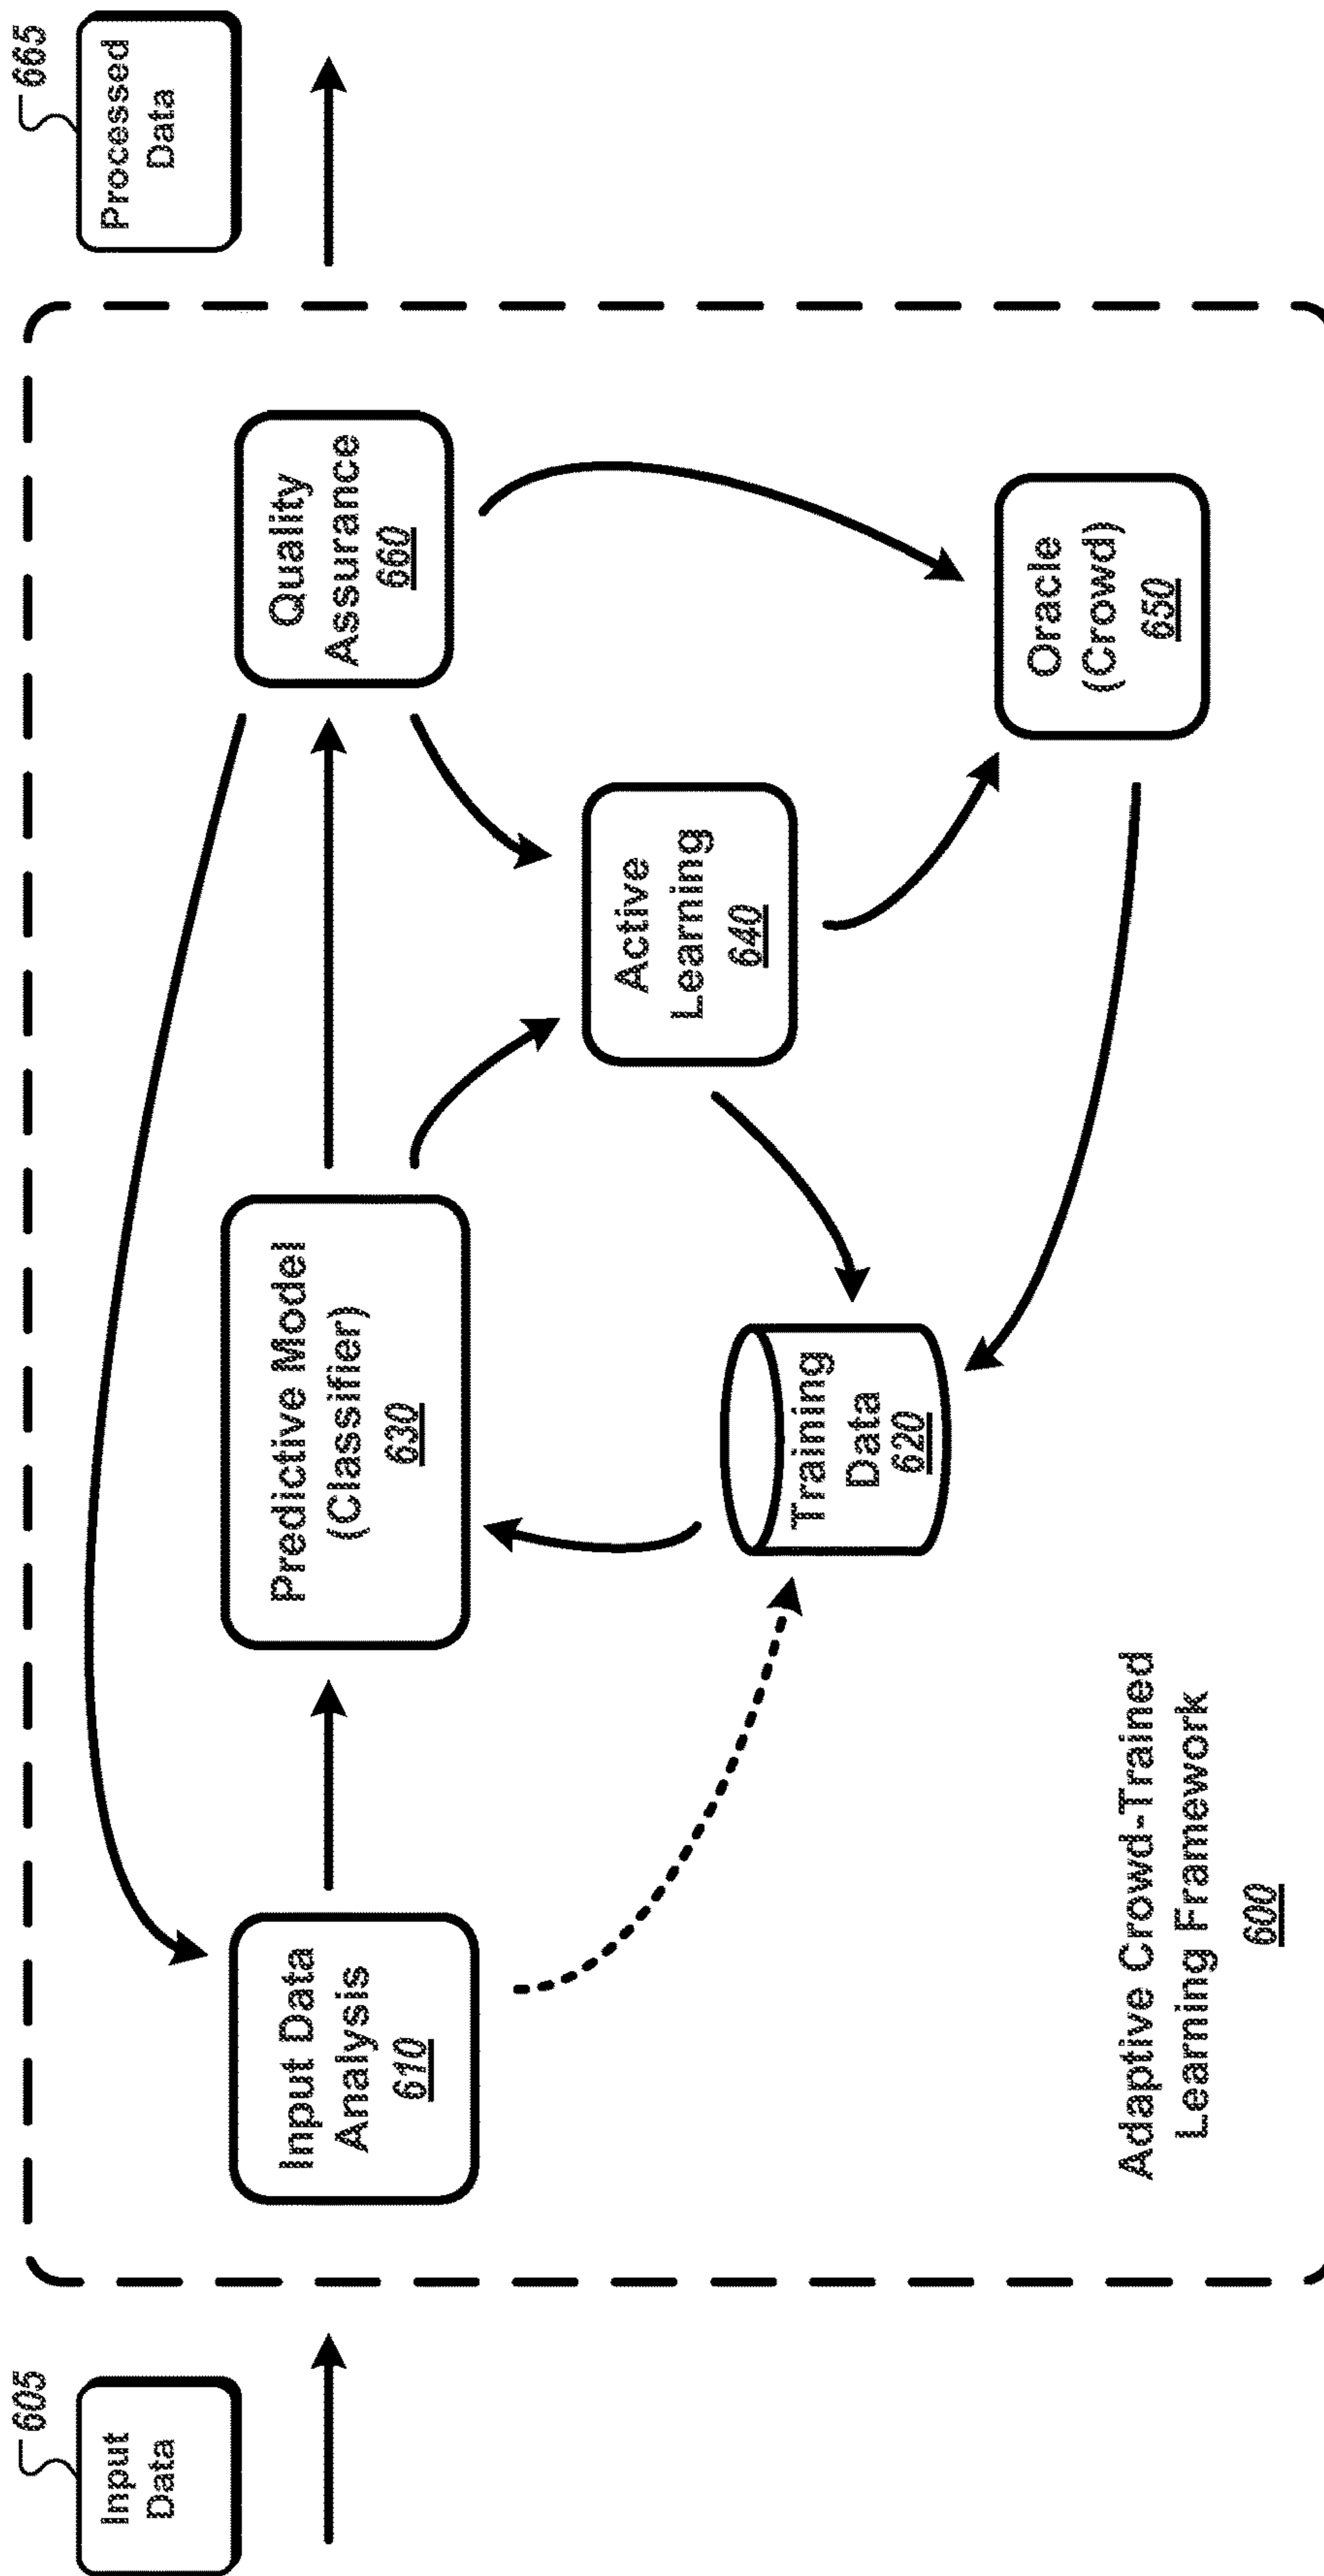 605
Input
Data
665
Processed
Data
Input Data
Analysis
610
Predictive Model
(Classifier)
630
Quality
Assurance
660
Active
Learning
640
Training
Data
620
Oracle
(Crowd)
650
Adaptive Crowd-Trained
Learning Framework
600